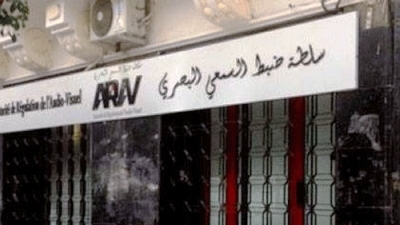 سلطة ضبط السمعي البصري
ARAV
de Régulation de l'Audio-Visuel